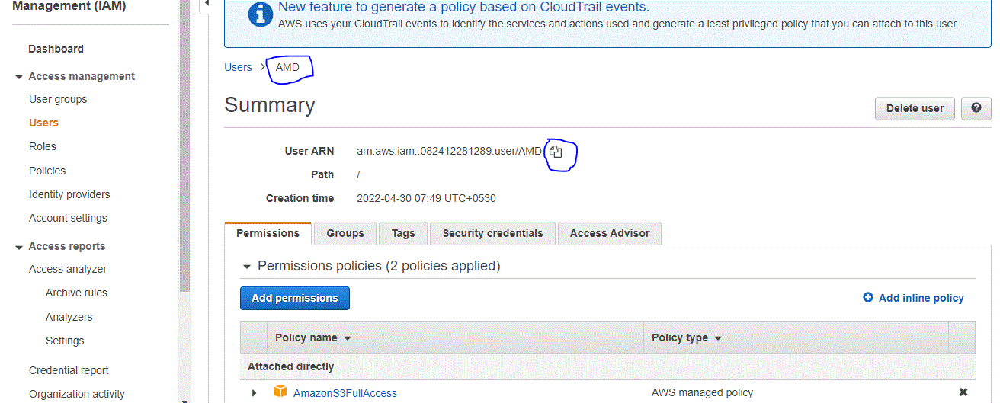 Management (IAM)
Dashboard
Access management
User groups
Users
Roles
Policies
Identity providers
Account settings
Access reports
Access analyzer
Archive rules
Analyzers
Settings
Credential report
Organization activity
New feature to generate a policy based on CloudTrail events.
AWS uses your CloudTrail events to identify the services and actions used and generate a least privileged policy that you can attach to this user.
Users > AMD
Summary
Delete user
User ARN arn:aws:iam::082412281289:user/AMD
Path /
Creation time 2022-04-30 07:49 UTC+0530
Permissions Groups Tags Security credentials Access Advisor
Permissions policies (2 policies applied)
Add permissions Add inline policy
Policy name Policy type
Attached directly
AmazonS3FullAccess AWS managed policy